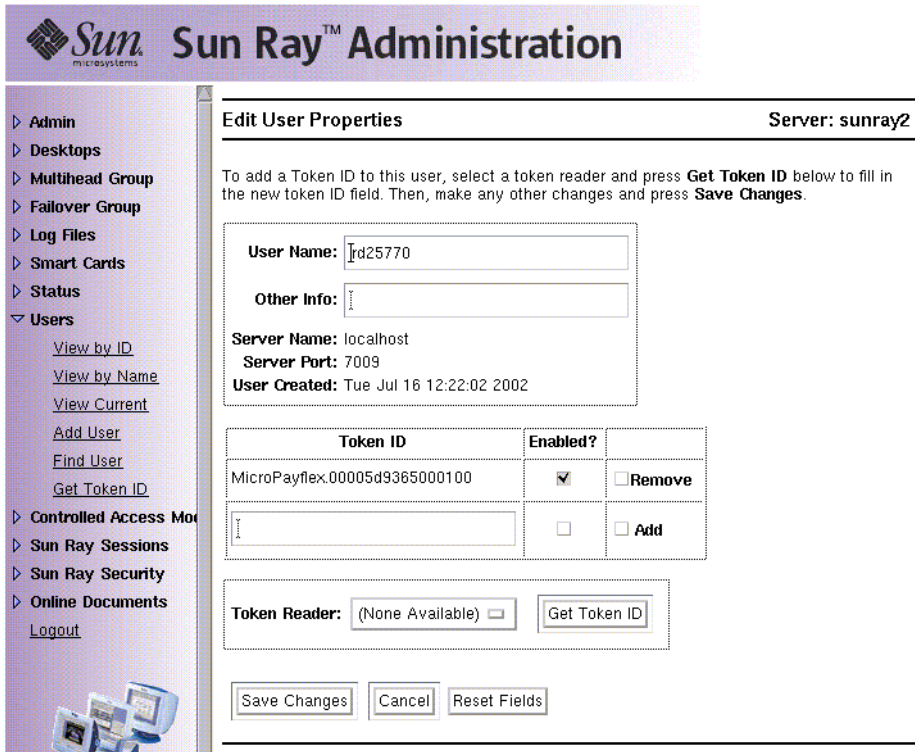 Sun microsystems Sun Ray™ Administration
Admin
Desktops
Multihead Group
Failover Group
Log Files
Smart Cards
Status
Users
View by ID
View by Name
View Current
Add User
Find User
Get Token ID
Controlled Access Mo
Sun Ray Sessions
Sun Ray Security
Online Documents
Logout
Edit User Properties Server: sunray2
To add a Token ID to this user, select a token reader and press Get Token ID below to fill in
the new token ID field. Then, make any other changes and press Save Changes.
User Name: rd25770
Other Info:
Server Name: localhost
Server Port: 7009
User Created: Tue Jul 16 12:22:02 2002
Token ID Enabled?
MicroPayflex.00005d9365000100 Remove
Add
Token Reader: (None Available) Get Token ID
Save Changes Cancel Reset Fields